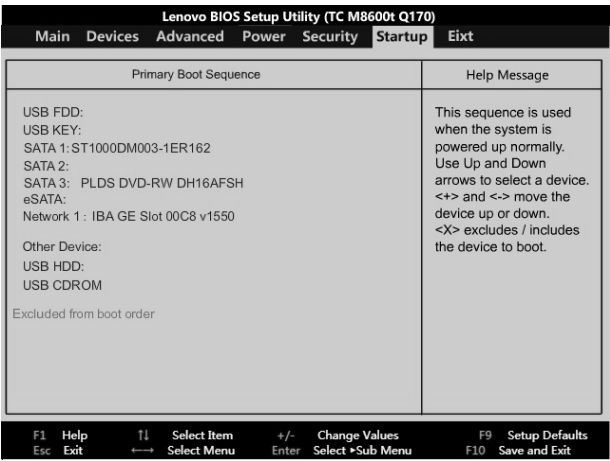 Lenovo BIOS Setup Utility (TC M8600t Q170)
Main Devices Advanced Power Security Startup Eixt
Primary Boot Sequence
USB FDD:
USB KEY:
SATA 1: ST1000DM003-1ER162
SATA 2:
SATA 3: PLDS DVD-RW DH16AFSH
eSATA:
Network 1 : IBA GE Slot 00C8 v1550
Other Device:
USB HDD:
USB CDROM
Excluded from boot order
Help Message
This sequence is used
when the system is
powered up normally.
Use Up and Down
arrows to select a device.
<+> and <-> move the
device up or down.
<X> excludes / includes
the device to boot.
F1 Help ↑↓ Select Item +/- Change Values F9 Setup Defaults
Esc Exit ←→ Select Menu Enter Select ▸Sub Menu F10 Save and Exit